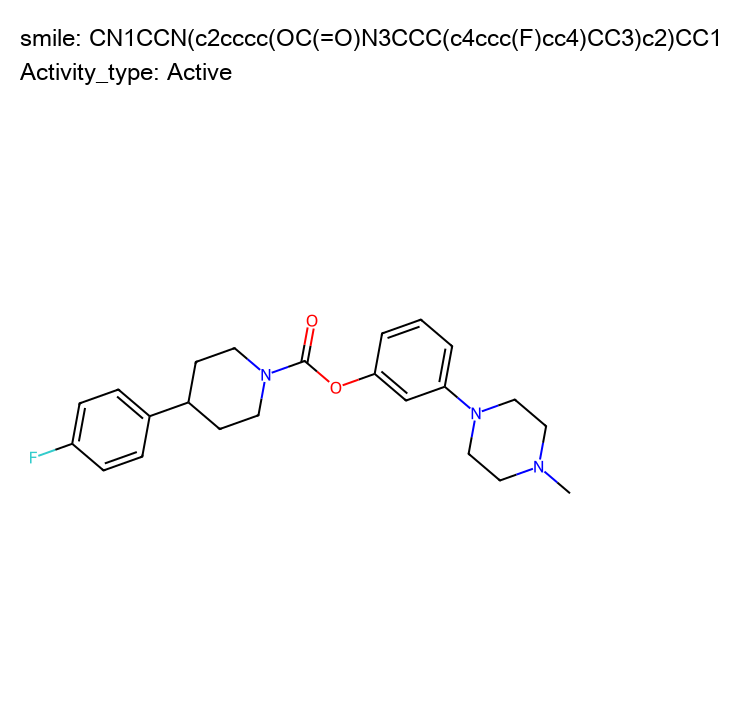 smile: CN1CCN(c2cccc(OC(=O)N3CCC(c4ccc(F)cc4)CC3)c2)CC1
Activity_type: Active
O
N
O
N
N
F